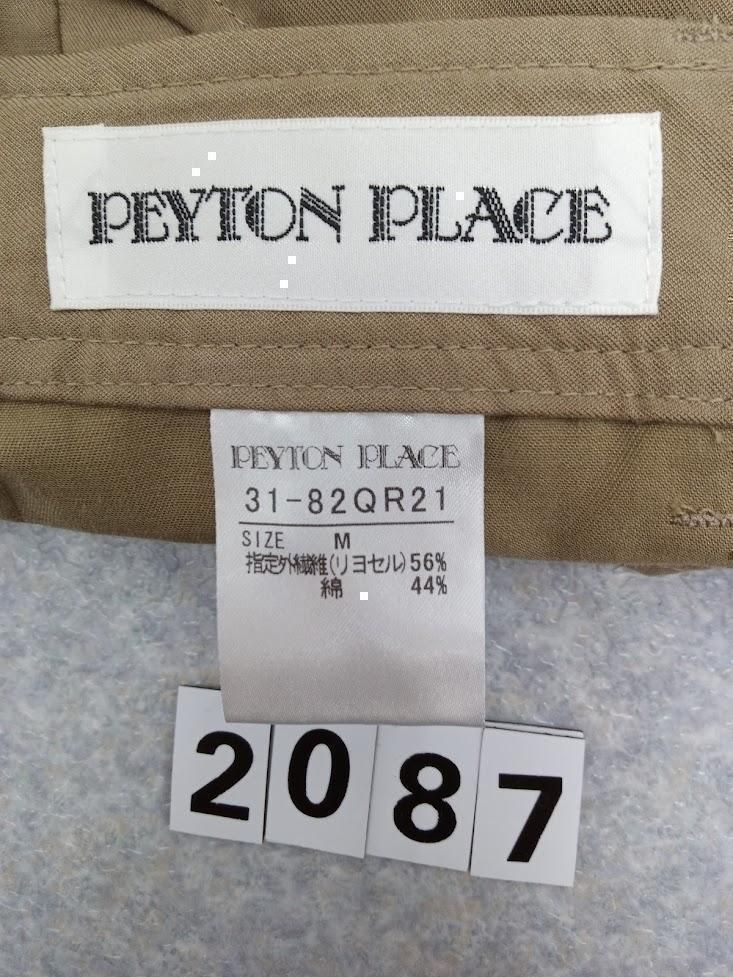 PEYTON PLACE
PEYTON PLACE
31-82QR21
SIZE M
指定外繊維(リヨセル)56%
綿 44%
2087